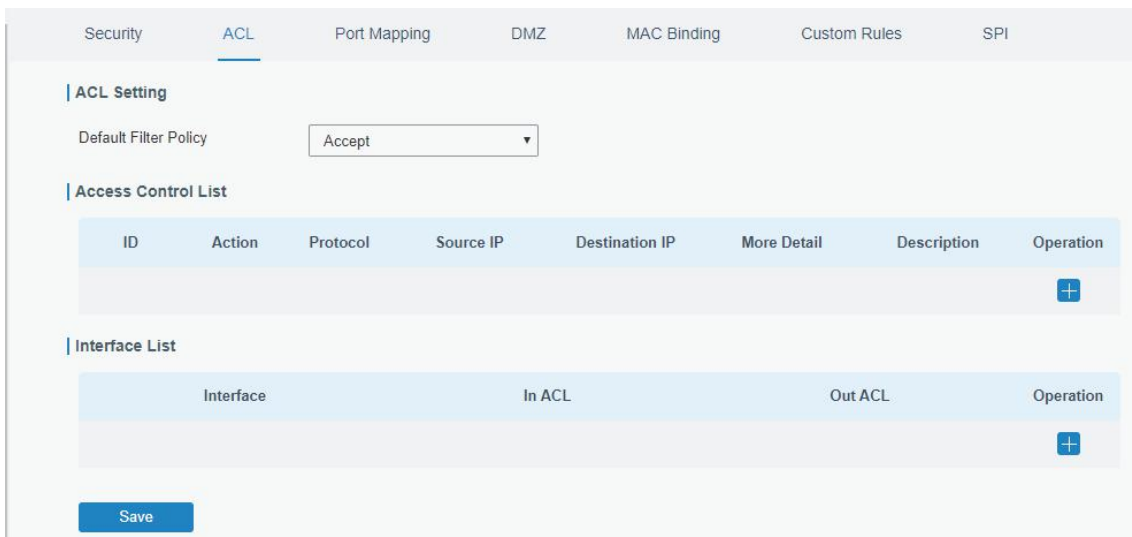 Security ACL Port Mapping DMZ MAC Binding Custom Rules SPI
ACL Setting
Default Filter Policy Accept
Access Control List
ID Action Protocol Source IP Destination IP More Detail Description Operation
Interface List
Interface In ACL Out ACL Operation
Save